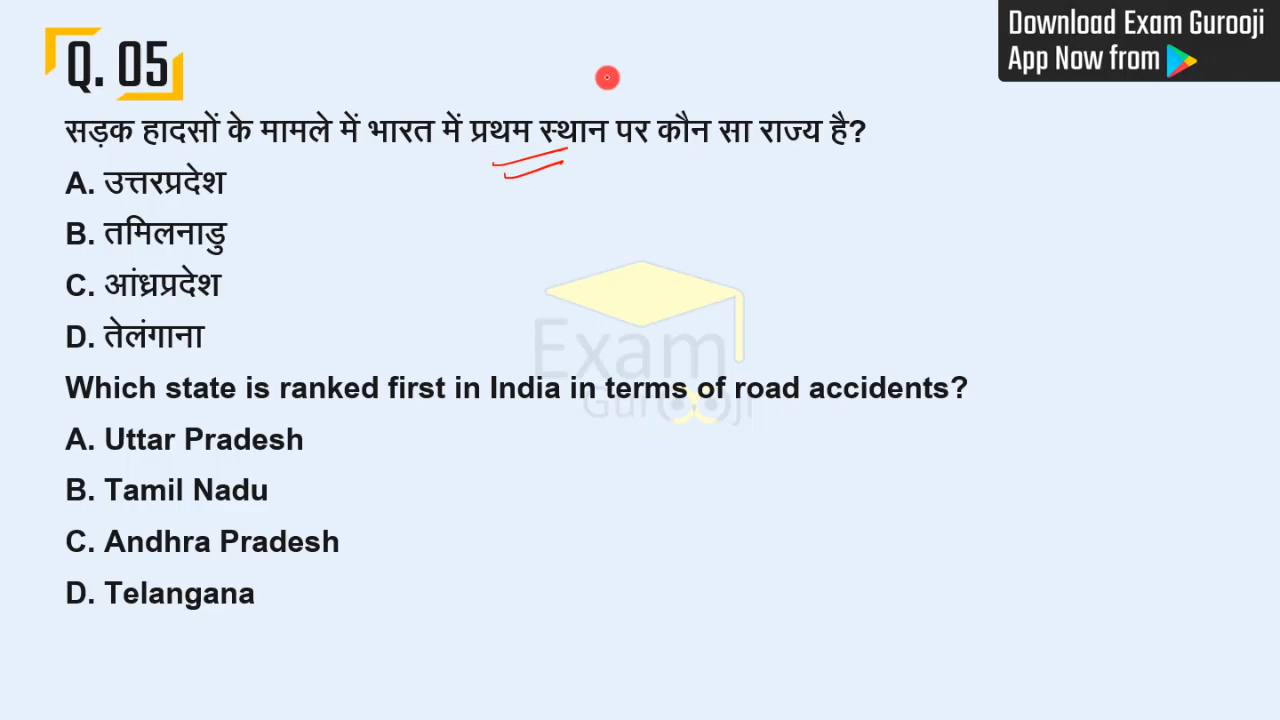 Download Exam Gurooji
App Now from
Q. 05
सड़क हादसों के मामले में भारत में प्रथम स्थान पर कौन सा राज्य है?
A. उत्तरप्रदेश
B. तमिलनाडु
C. आंध्रप्रदेश
D. तेलंगाना
Which state is ranked first in India in terms of road accidents?
A. Uttar Pradesh
B. Tamil Nadu
C. Andhra Pradesh
D. Telangana
Exam
Gurooji